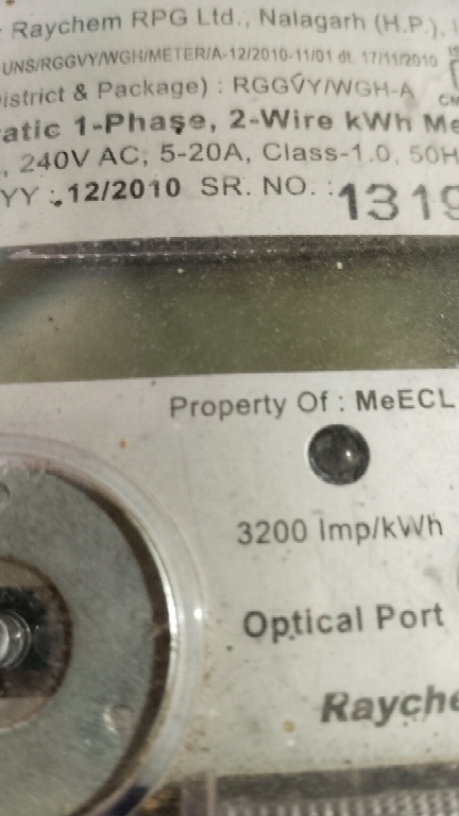 : Raychem RPG Ltd., Nalagarh (H.P.), I
UNS/RGGVY/WGH/METER/A-12/2010-11/01 dt. 17/11/2010
istrict & Package) : RGGVY/WGH-A
atic 1-Phase, 2-Wire kWh Me
, 240V AC, 5-20A, Class-1.0, 50H
YY : 12/2010 SR. NO. : 1319
Property Of : MeECL
3200 Imp/kWh
Optical Port
Rayche